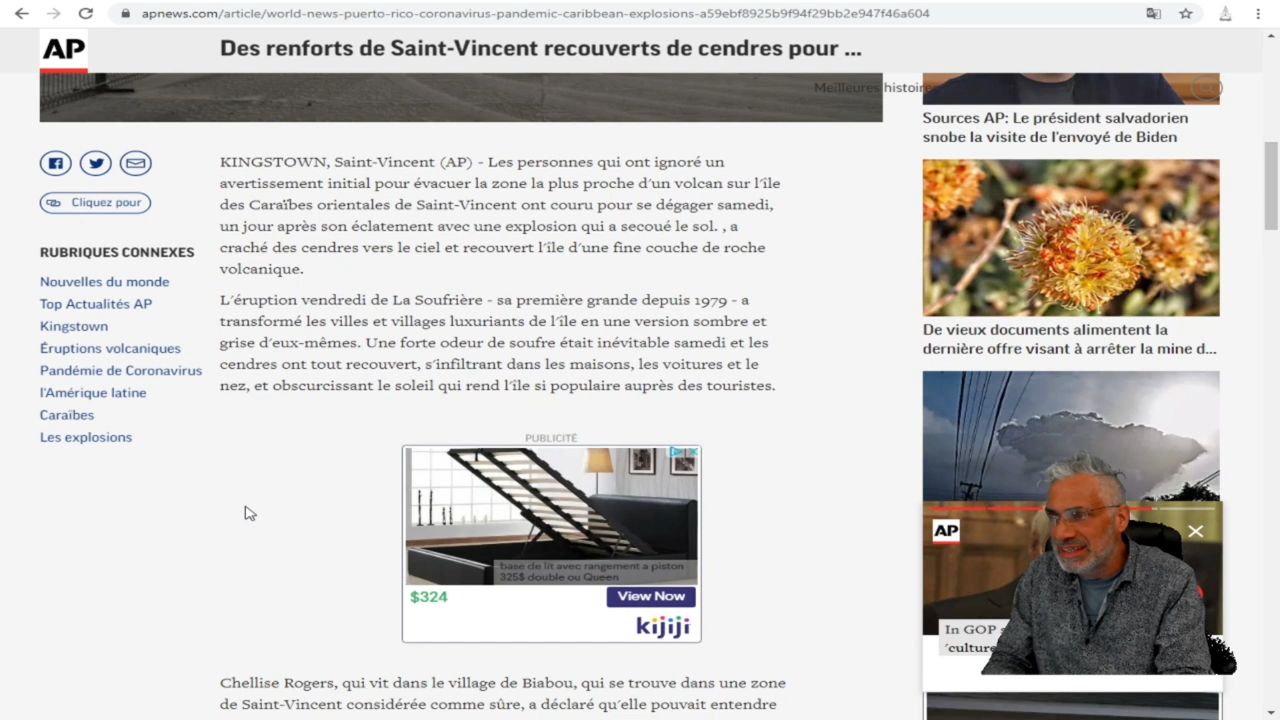 apnews.com/article/world-news-puerto-rico-coronavirus-pandemic-caribbean-explosions-a59ebf8925b9f94f29bb2e947f46a604
AP
Des renforts de Saint-Vincent recouverts de cendres pour ...
Meilleures histoires
Cliquez pour
RUBRIQUES CONNEXES
Nouvelles du monde
Top Actualités AP
Kingstown
Éruptions volcaniques
Pandémie de Coronavirus
l'Amérique latine
Caraïbes
Les explosions
KINGSTOWN, Saint-Vincent (AP) - Les personnes qui ont ignoré un
avertissement initial pour évacuer la zone la plus proche d'un volcan sur l'île
des Caraïbes orientales de Saint-Vincent ont couru pour se dégager samedi,
un jour après son éclatement avec une explosion qui a secoué le sol. , a
craché des cendres vers le ciel et recouvert l'île d'une fine couche de roche
volcanique.
L'éruption vendredi de La Soufrière - sa première grande depuis 1979 - a
transformé les villes et villages luxuriants de l'île en une version sombre et
grise d'eux-mêmes. Une forte odeur de soufre était inévitable samedi et les
cendres ont tout recouvert, s'infiltrant dans les maisons, les voitures et le
nez, et obscurcissant le soleil qui rend l'île si populaire auprès des touristes.
PUBLICITÉ
base de lit avec rangement a piston
325$ double ou Queen
$324
View Now
kijiji
Chellise Rogers, qui vit dans le village de Biabou, qui se trouve dans une zone
de Saint-Vincent considérée comme sûre, a déclaré qu'elle pouvait entendre
Sources AP: Le président salvadorien
snobe la visite de l'envoyé de Biden
De vieux documents alimentent la
dernière offre visant à arrêter la mine d...
AP
In GOP
'culture